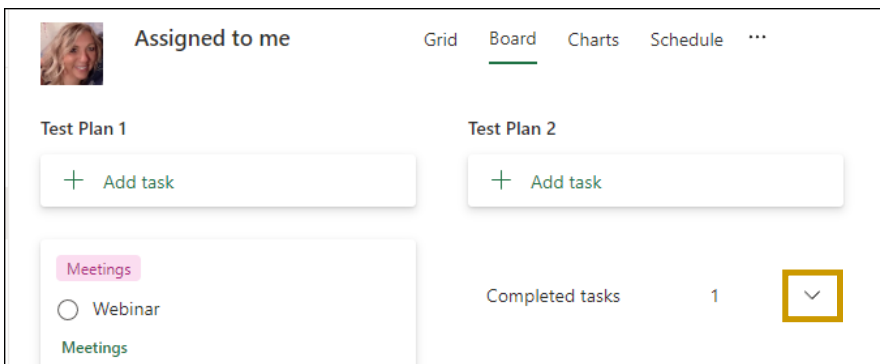 Assigned to me
Grid Board Charts Schedule ...
Test Plan 1
+ Add task
Meetings
Webinar
Meetings
Test Plan 2
+ Add task
Completed tasks 1